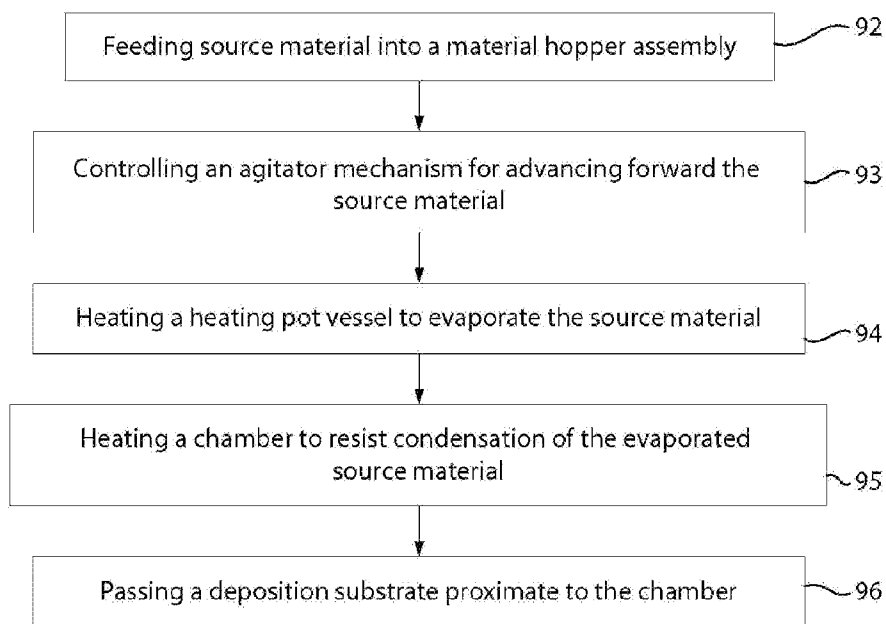 Feeding source material into a material hopper assembly
92
Controlling an agitator mechanism for advancing forward the
source material
93
Heating a heating pot vessel to evaporate the source material
94
Heating a chamber to resist condensation of the evaporated
source material
95
Passing a deposition substrate proximate to the chamber
96